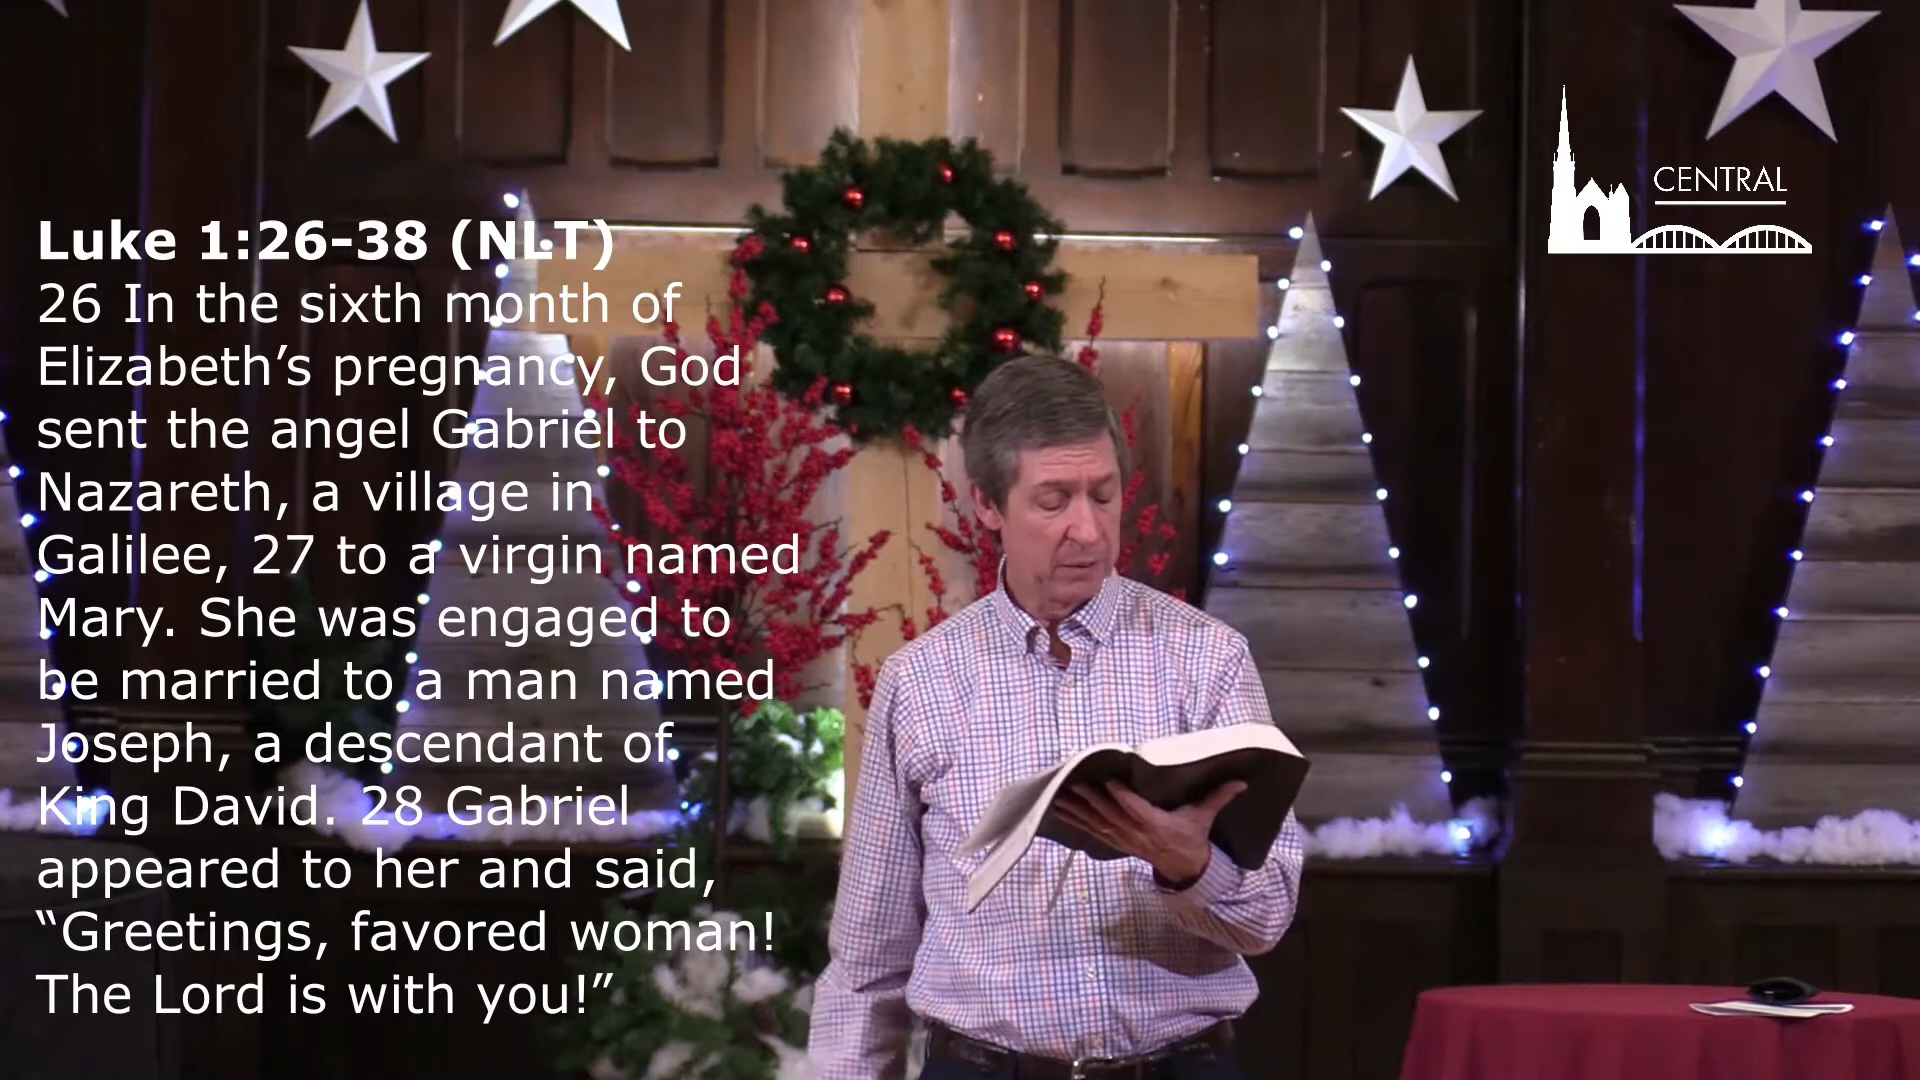 Luke 1:26-38 (NLT)
26 In the sixth month of
Elizabeth’s pregnancy, God
sent the angel Gabriel to
Nazareth, a village in
Galilee, 27 to a virgin named
Mary. She was engaged to
be married to a man named
Joseph, a descendant of
King David. 28 Gabriel
appeared to her and said,
“Greetings, favored woman!
The Lord is with you!”
CENTRAL